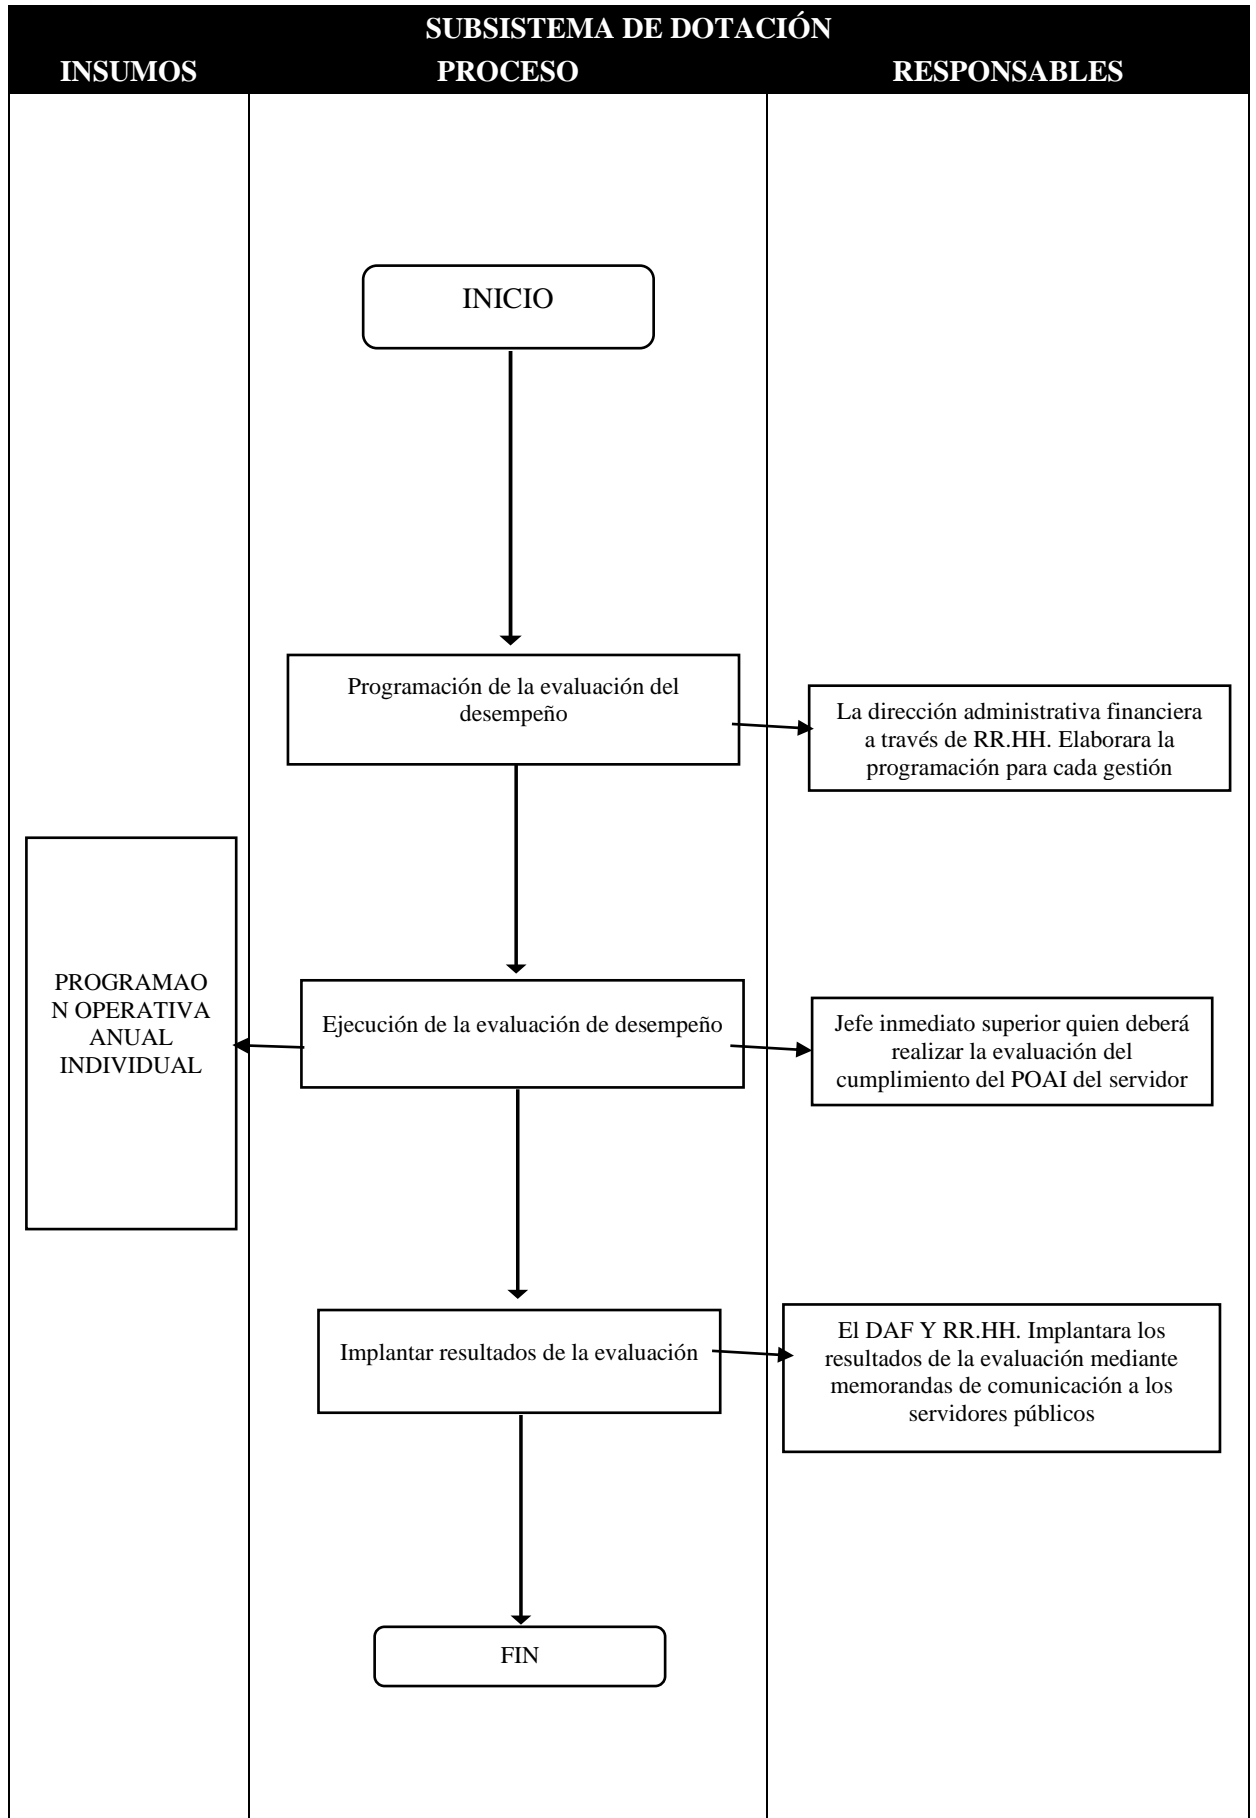 SUBSISTEMA DE DOTACIÓN
INSUMOS PROCESO RESPONSABLES
INICIO
Programación de la evaluación del
desempeño
La dirección administrativa financiera
a través de RR.HH. Elaborara la
programación para cada gestión
PROGRAMAO
N OPERATIVA
ANUAL
INDIVIDUAL
Ejecución de la evaluación de desempeño
Jefe inmediato superior quien deberá
realizar la evaluación del
cumplimiento del POAI del servidor
Implantar resultados de la evaluación
El DAF Y RR.HH. Implantara los
resultados de la evaluación mediante
memorandas de comunicación a los
servidores públicos
FIN